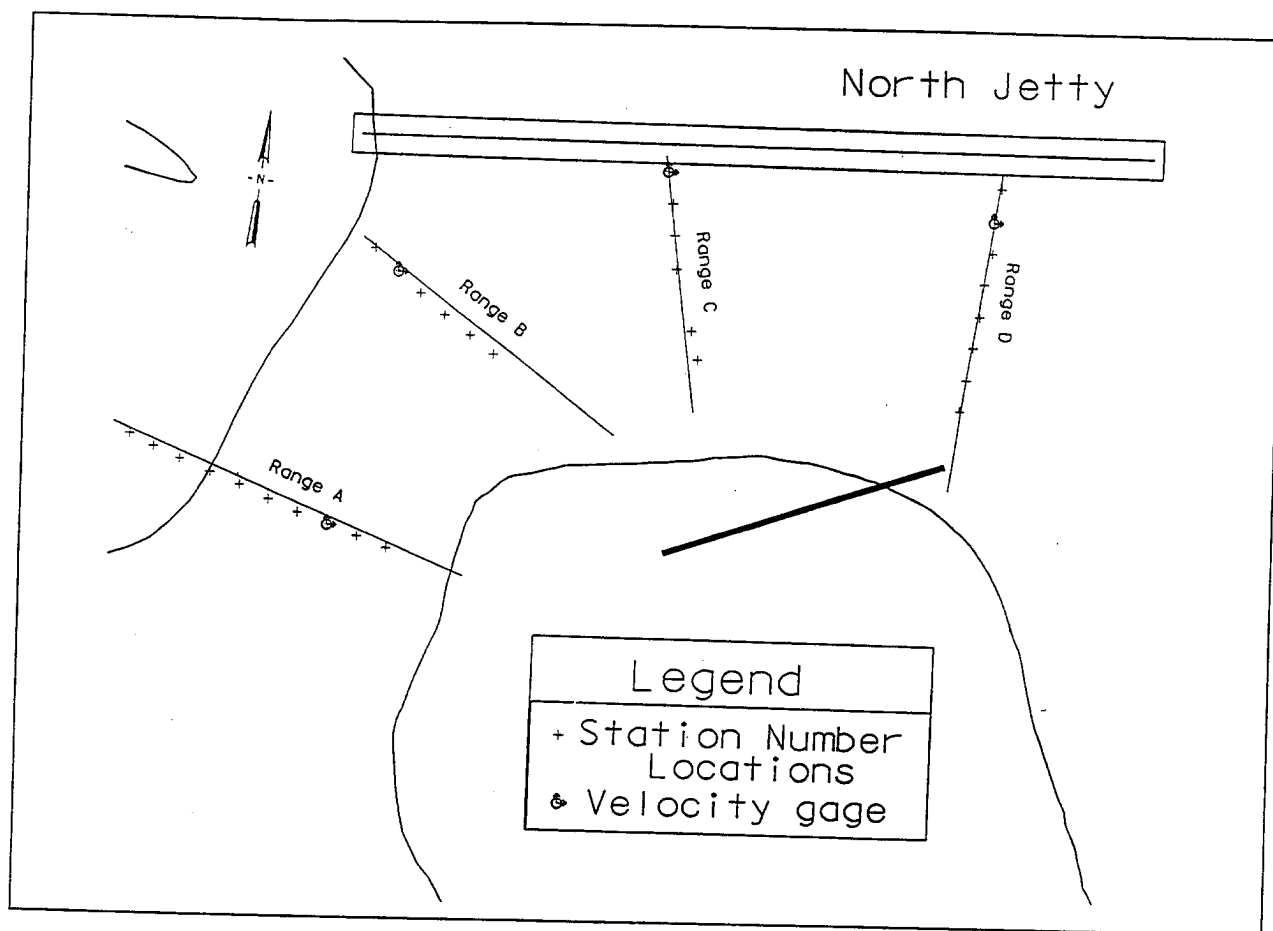 North Jetty
-N-
Range B
Range C
Range D
Range A
Legend
+ Station Number
Locations
Velocity gage